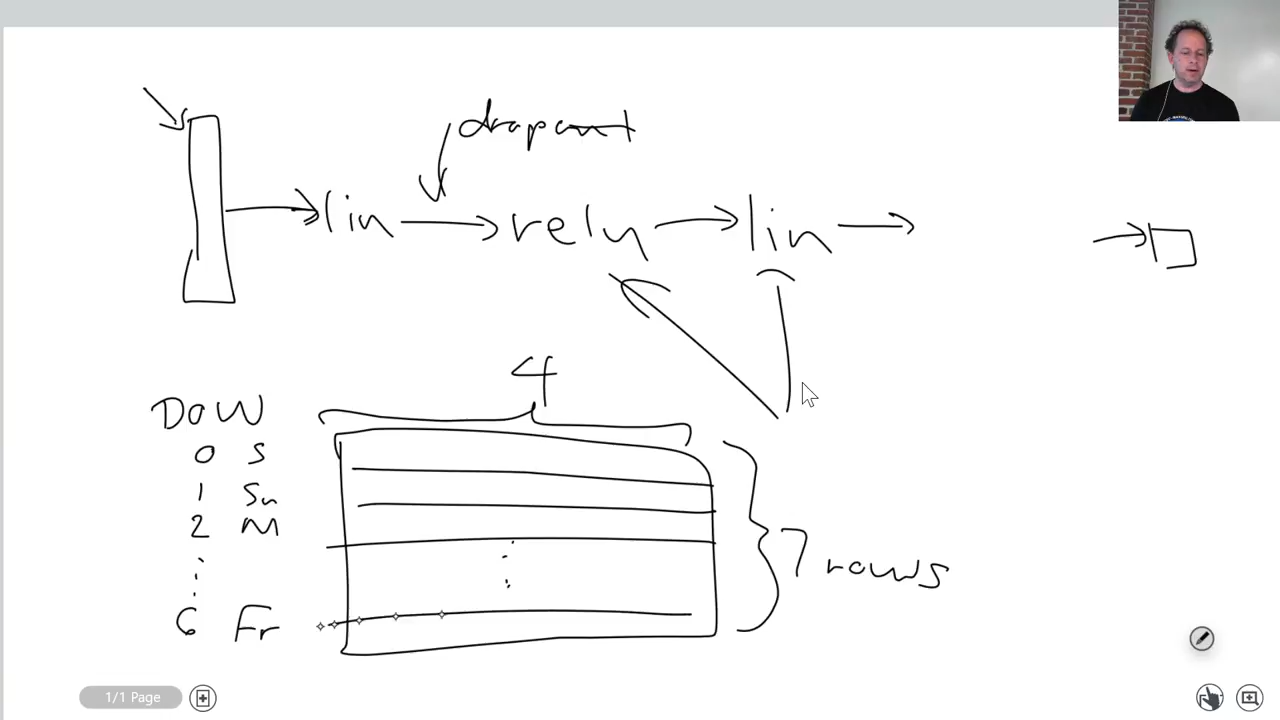 dropout
lin → relu → lin →
4
DOW
0 S
1 Su
2 M
6 Fr
7 rows
1/1 Page